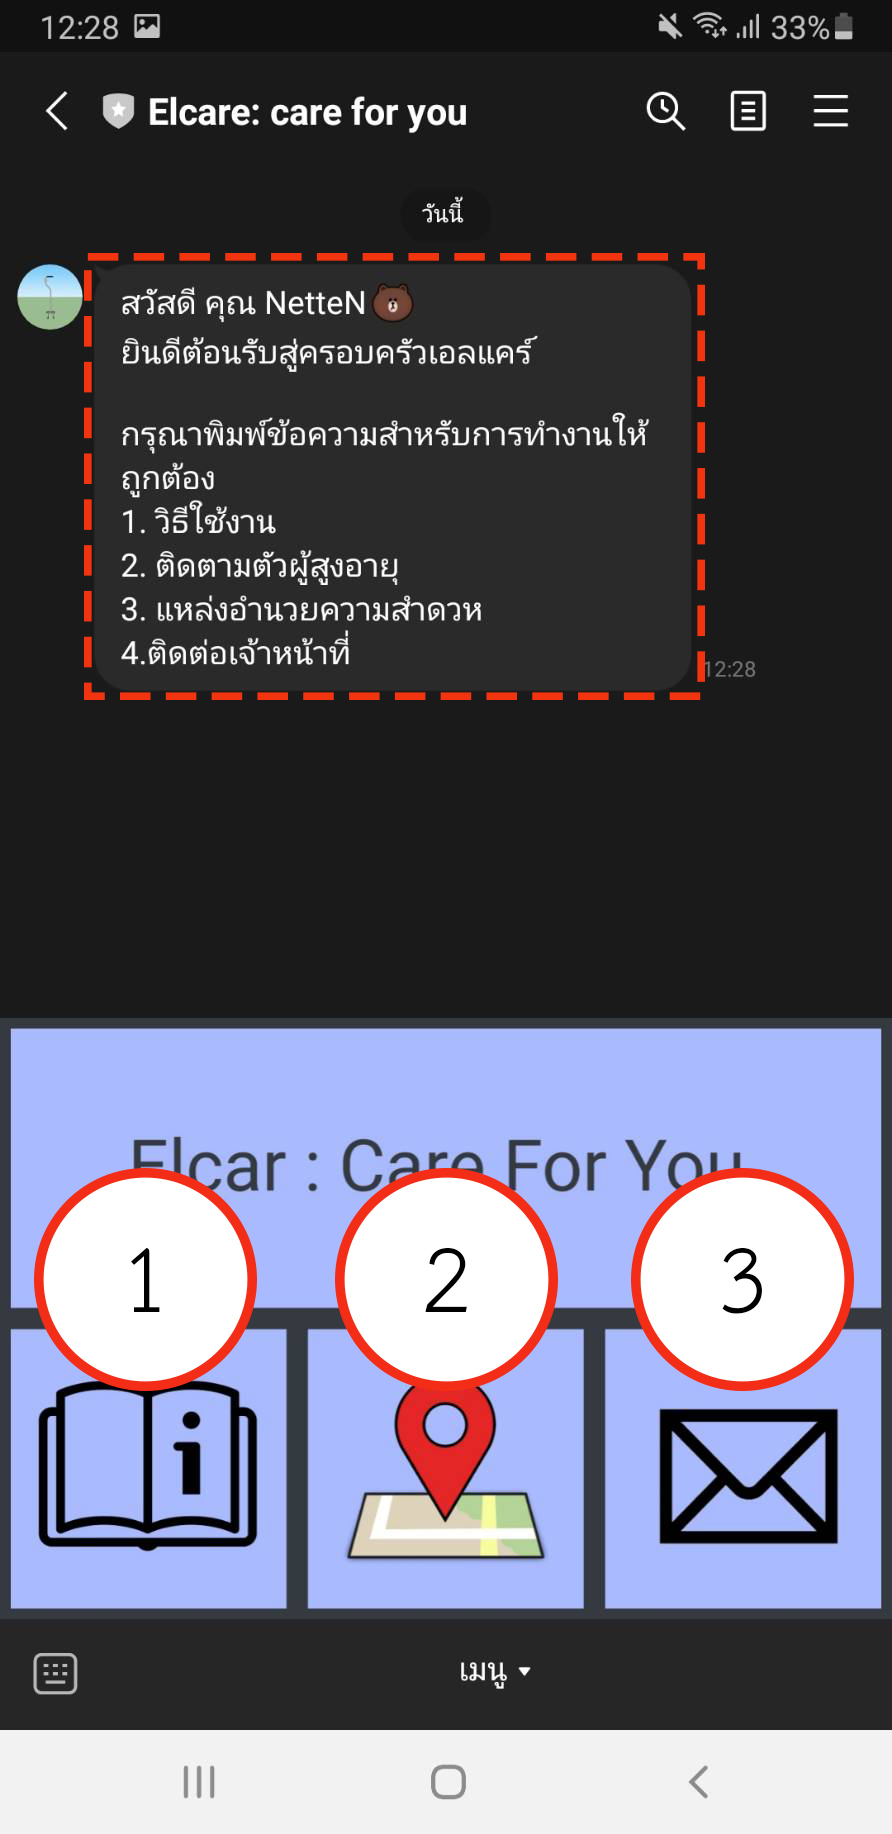 12:28
33%
Elcare: care for you
วันนี้
สวัสดี คุณ NetteN
ยินดีต้อนรับสู่ครอบครัวเอลแคร์
กรุณาพิมพ์ข้อความสำหรับการทำงานให้
ถูกต้อง
1. วิธีใช้งาน
2. ติดตามตัวผู้สูงอายุ
3. แหล่งอำนวยความสำดวห
4.ติดต่อเจ้าหน้าที่
12:28
Elcar : Care For You
1
2
3
i
เมนู